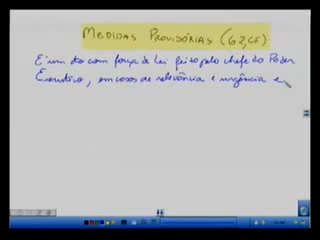 MEDIDAS PROVISÓRIAS (62, CF).
É um ato com força de Lei feito pelo chefe do Poder
Executivo, em casos de relevância e urgência e